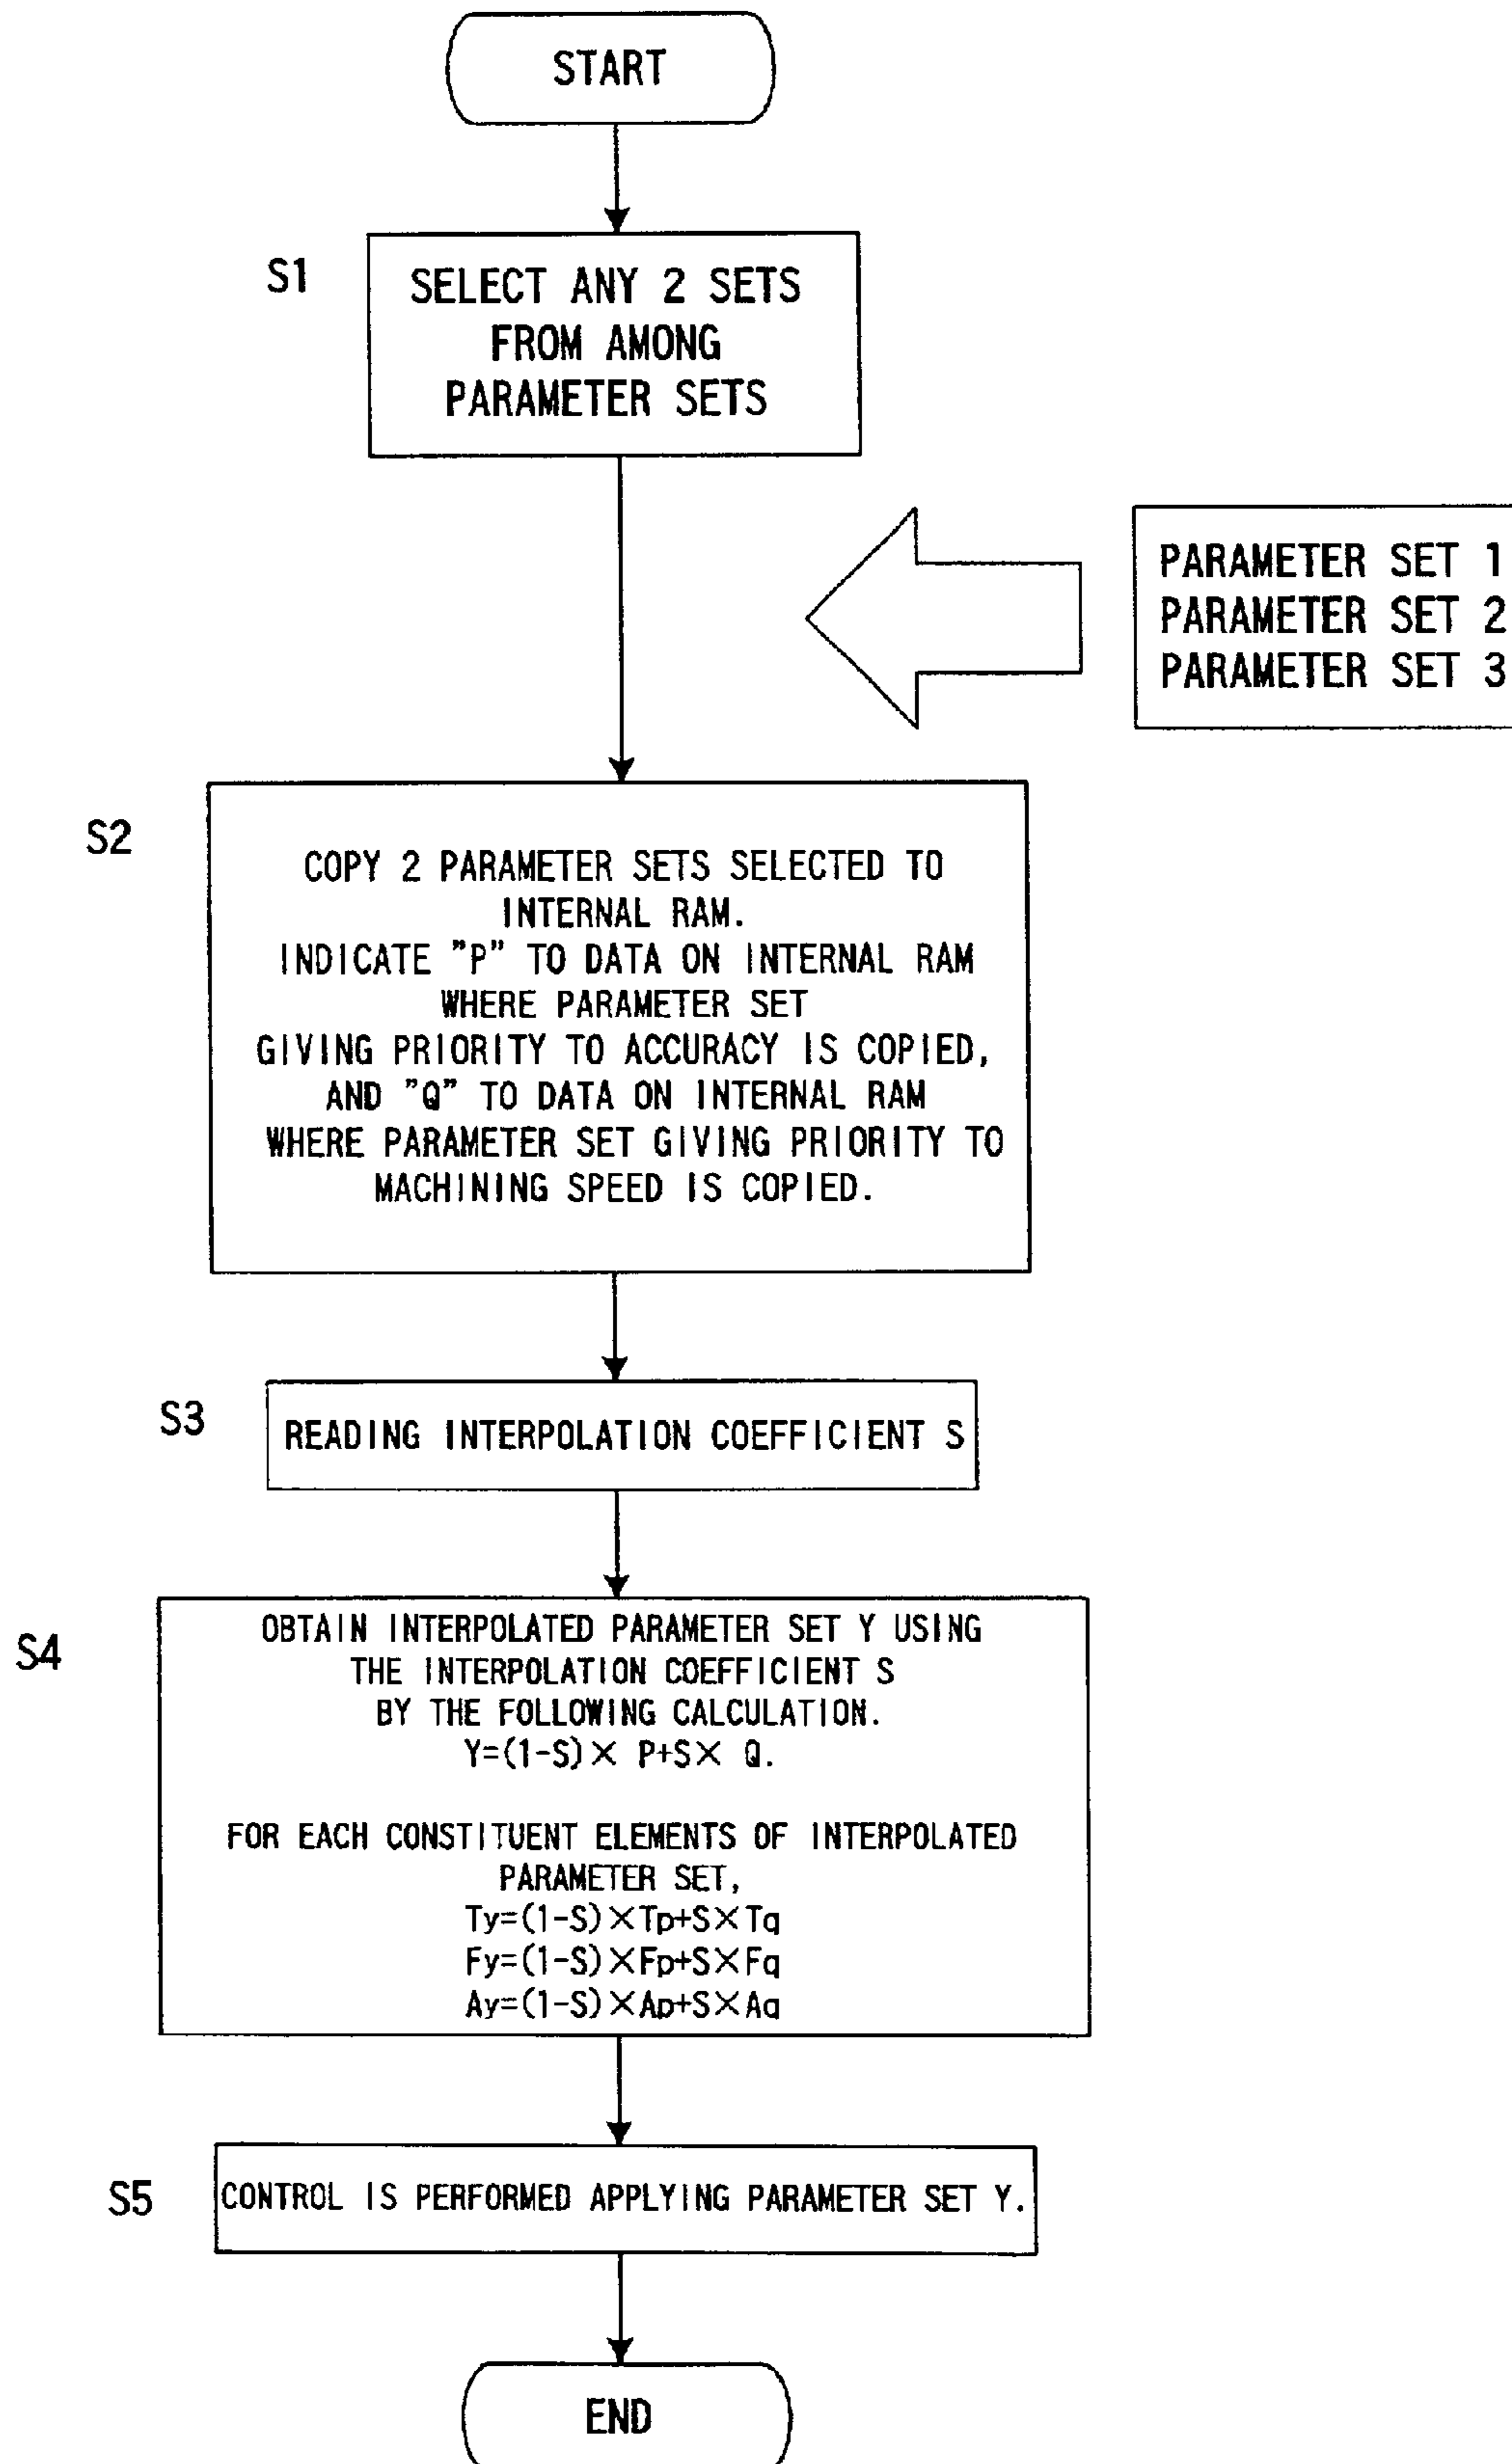 START
S1
SELECT ANY 2 SETS
FROM AMONG
PARAMETER SETS
PARAMETER SET 1
PARAMETER SET 2
PARAMETER SET 3
S2
COPY 2 PARAMETER SETS SELECTED TO
INTERNAL RAM.
INDICATE "P" TO DATA ON INTERNAL RAM
WHERE PARAMETER SET
GIVING PRIORITY TO ACCURACY IS COPIED,
AND "Q" TO DATA ON INTERNAL RAM
WHERE PARAMETER SET GIVING PRIORITY TO
MACHINING SPEED IS COPIED.
S3
READING INTERPOLATION COEFFICIENT S
S4
OBTAIN INTERPOLATED PARAMETER SET Y USING
THE INTERPOLATION COEFFICIENT S
BY THE FOLLOWING CALCULATION.
Y=(1-S)× P+S× Q.
FOR EACH CONSTITUENT ELEMENTS OF INTERPOLATED
PARAMETER SET,
Ty=(1-S)×Tp+S×Tq
Fy=(1-S)×Fp+S×Fq
Ay=(1-S)×Ap+S×Aq
S5
CONTROL IS PERFORMED APPLYING PARAMETER SET Y.
END